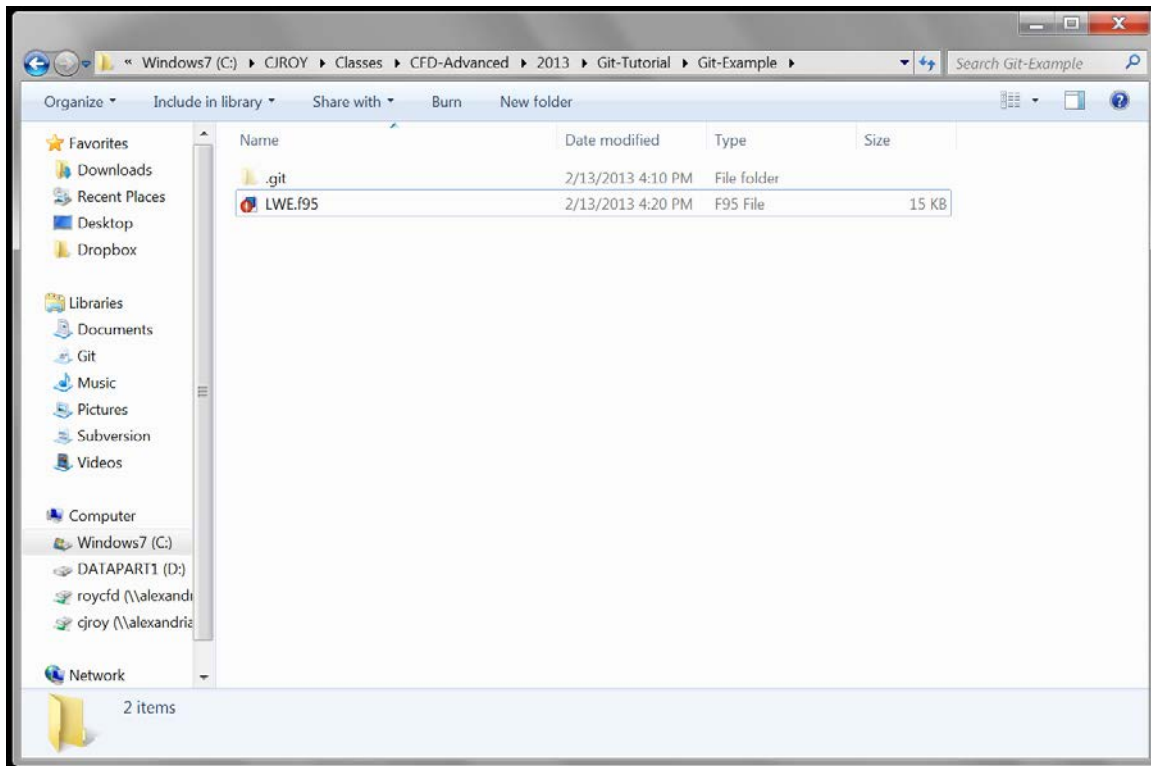 « Windows7 (C:) ▸ CJROY ▸ Classes ▸ CFD-Advanced ▸ 2013 ▸ Git-Tutorial ▸ Git-Example ▸ Search Git-Example
Organize Include in library Share with Burn New folder
Favorites
Downloads
Recent Places
Desktop
Dropbox
Libraries
Documents
Git
Music
Pictures
Subversion
Videos
Computer
Windows7 (C:)
DATAPART1 (D:)
roycfd (\\alexandr
cjroy (\\alexandria
Network
Name Date modified Type Size
.git 2/13/2013 4:10 PM File folder
LWE.f95 2/13/2013 4:20 PM F95 File 15 KB
2 items